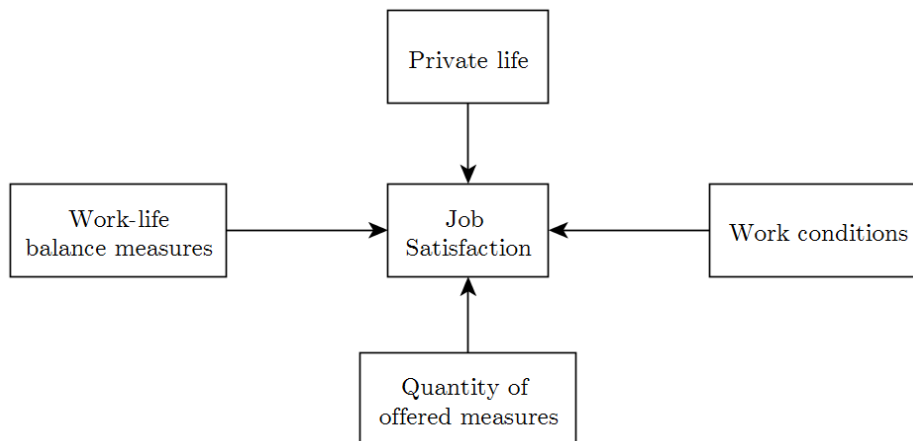 Private life
Work-life
balance measures
Job
Satisfaction
Work conditions
Quantity of
offered measures